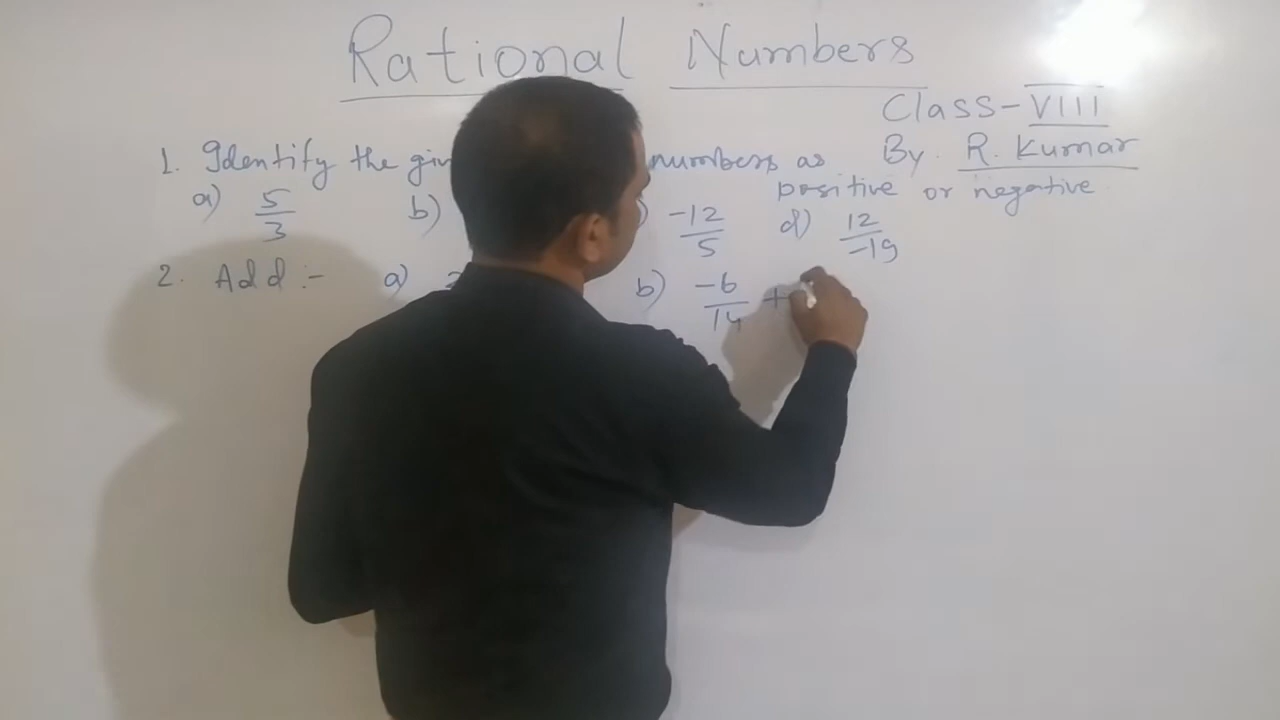 Rational Numbers
Class-VIII
By. R. Kumar
1. Identify the numbers as
positive or negative
a) 5/3 b) -12/5 d) 12/-19
2. Add :- a) b) -6/14 +